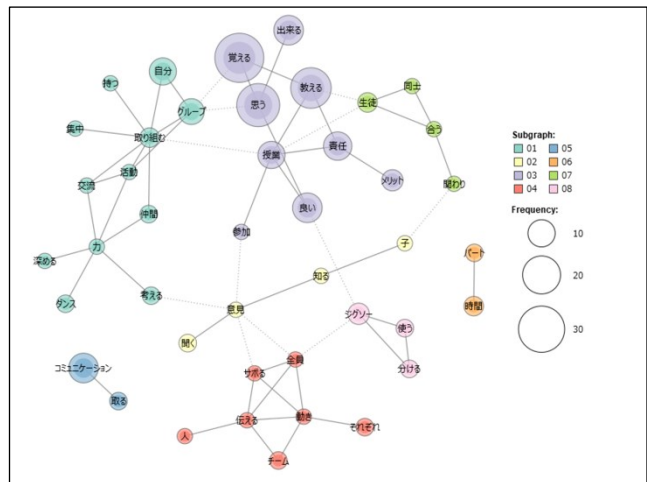 出来る
覚える
自分
教える
持つ
思う
同士
生徒
グループ
集中
合う
取り組む
責任
授業
活動
メリット
関わり
交流
良い
仲間
参加
子
力
パート
深める
知る
考える
ダンス
時間
意見
ジグソー
使う
聞く
全員
分ける
コミュニケーション
サボる
取る
動き
伝える
それぞれ
人
チーム
Subgraph:
01 05
02 06
03 07
04 08
Frequency:
10
20
30